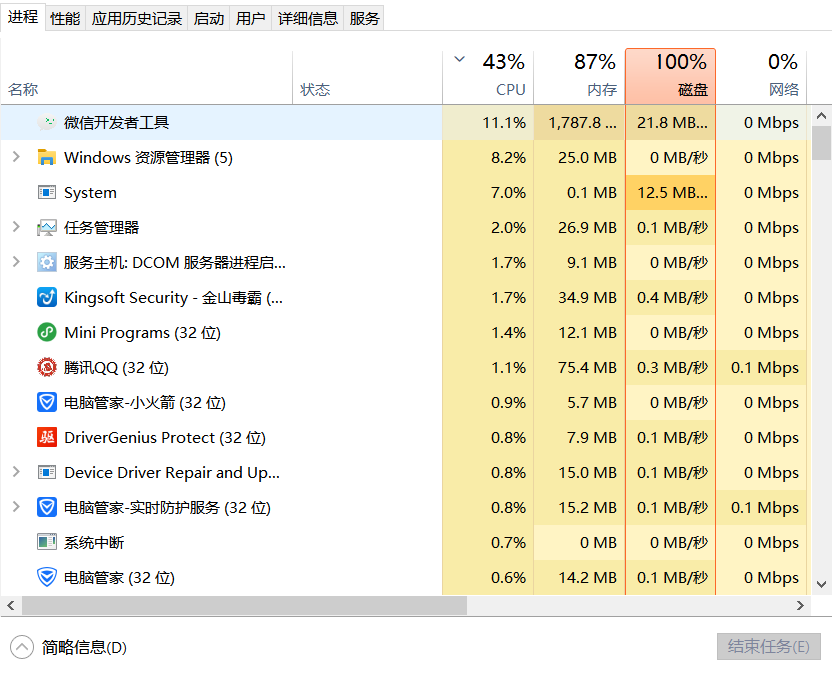 进程 性能 应用历史记录 启动 用户 详细信息 服务
43% 87% 100% 0%
名称 状态 CPU 内存 磁盘 网络
微信开发者工具 11.1% 1,787.8 ... 21.8 MB... 0 Mbps
Windows 资源管理器 (5) 8.2% 25.0 MB 0 MB/秒 0 Mbps
System 7.0% 0.1 MB 12.5 MB... 0 Mbps
任务管理器 2.0% 26.9 MB 0.1 MB/秒 0 Mbps
服务主机: DCOM 服务器进程启... 1.7% 9.1 MB 0 MB/秒 0 Mbps
Kingsoft Security - 金山毒霸 (... 1.7% 34.9 MB 0.4 MB/秒 0 Mbps
Mini Programs (32 位) 1.4% 12.1 MB 0 MB/秒 0 Mbps
腾讯QQ (32 位) 1.1% 75.4 MB 0.3 MB/秒 0.1 Mbps
电脑管家-小火箭 (32 位) 0.9% 5.7 MB 0 MB/秒 0 Mbps
驱 DriverGenius Protect (32 位) 0.8% 7.9 MB 0.1 MB/秒 0 Mbps
Device Driver Repair and Up... 0.8% 15.0 MB 0.1 MB/秒 0 Mbps
电脑管家-实时防护服务 (32 位) 0.8% 15.2 MB 0.1 MB/秒 0.1 Mbps
系统中断 0.7% 0 MB 0 MB/秒 0 Mbps
电脑管家 (32 位) 0.6% 14.2 MB 0.1 MB/秒 0 Mbps
简略信息(D) 结束任务(E)